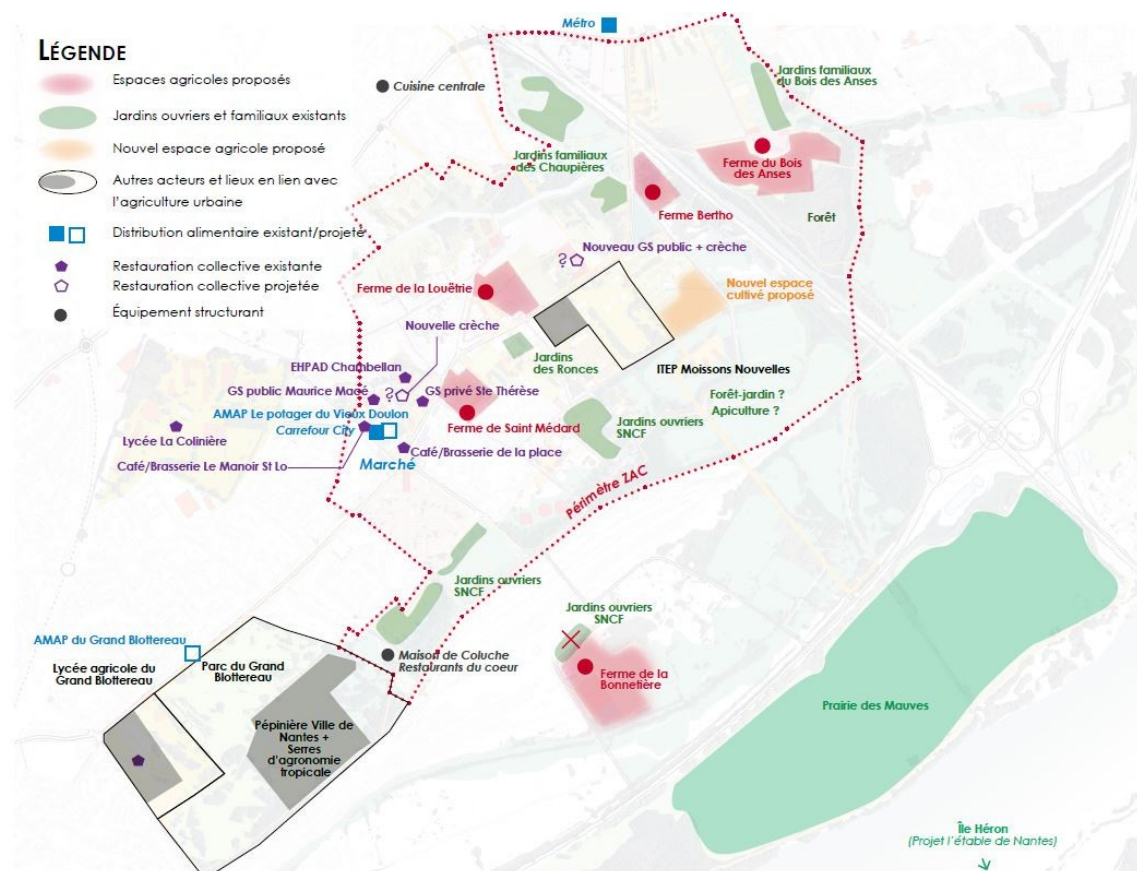 LÉGENDE
Espaces agricoles proposés
Jardins ouvriers et familiaux existants
Nouvel espace agricole proposé
Autres acteurs et lieux en lien avec
l'agriculture urbaine
Distribution alimentaire existant/projeté
Restauration collective existante
Restauration collective projetée
Équipement structurant
Métro
Cuisine centrale
Jardins familiaux
du Bois des Anses
Jardins familiaux
des Chaupières
Ferme du Bois
des Anses
Ferme Bertho
Forêt
? Nouveau GS public + crèche
Ferme de la Louëtrie
Nouvel espace
cultivé proposé
Nouvelle crèche
Jardins
des Ronces
ITEP Moissons Nouvelles
EHPAD Chambellan
GS public Maurice Macé
?
GS privé Ste Thérèse
Forêt-jardin ?
Apiculture ?
AMAP Le potager du Vieux Doulon
Carrefour City
Ferme de Saint Médard
Jardins ouvriers
SNCF
Lycée La Colinière
Café/Brasserie Le Manoir St Lo
Café/Brasserie de la place
Marché
Périmètre ZAC
Jardins ouvriers
SNCF
Jardins ouvriers
SNCF
AMAP du Grand Blottereau
Maison de Coluche
Restaurants du coeur
Lycée agricole du
Grand Blottereau
Parc du Grand
Blottereau
Ferme de la
Bonnetière
Prairie des Mauves
Pépinière Ville de
Nantes +
Serres
d'agronomie
tropicale
Île Héron
(Projet l'étable de Nantes)